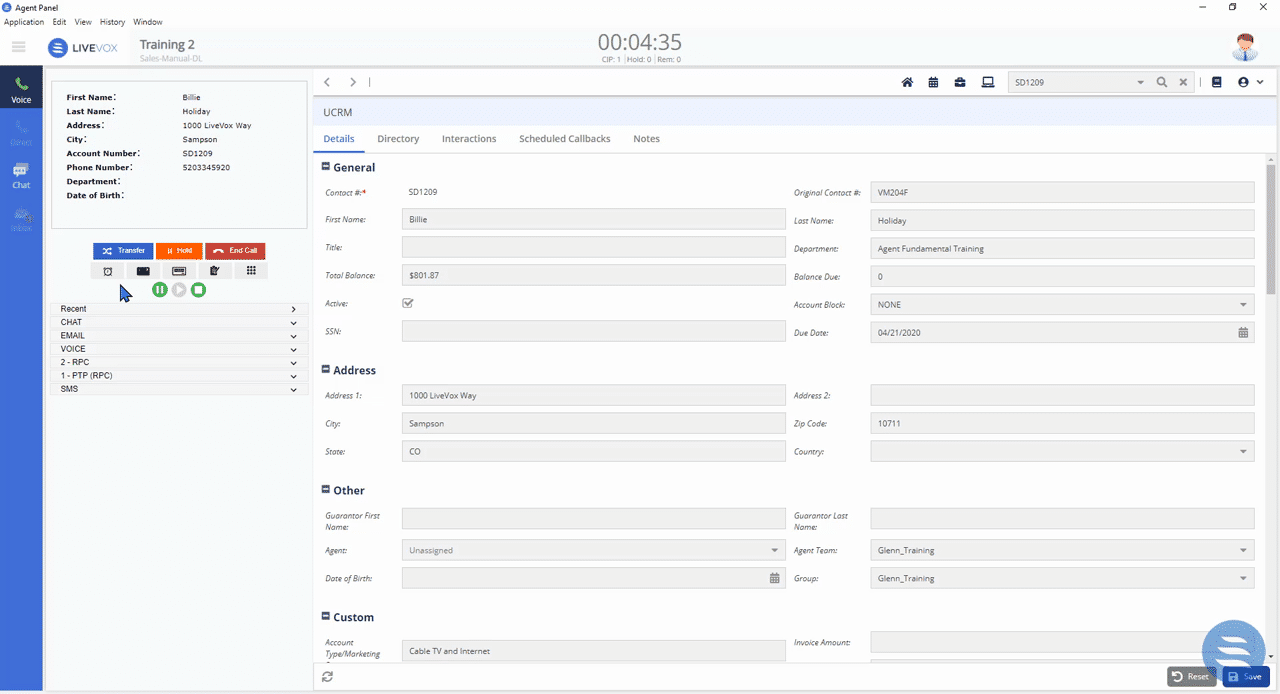 Agent Panel
Application Edit View History Window
LIVEVOX
Training 2
Sales-Manual-DL
00:04:35
CIP: 1 | Hold: 0 | Rem: 0
Voice
Direct
Chat
First Name: Billie
Last Name: Holiday
Address: 1000 LiveVox Way
City: Sampson
Account Number: SD1209
Phone Number: 5203345920
Department:
Date of Birth:
Transfer Hold End Call
Recent
CHAT
EMAIL
VOICE
2 - RPC
1 - PTP (RPC)
SMS
SD1209
UCRM
Details Directory Interactions Scheduled Callbacks Notes
General
Contact #:* SD1209 Original Contact #: VM204F
First Name: Billie Last Name: Holiday
Title: Department: Agent Fundamental Training
Total Balance: $801.87 Balance Due: 0
Active: Account Block: NONE
SSN: Due Date: 04/21/2020
Address
Address 1: 1000 LiveVox Way Address 2:
City: Sampson Zip Code: 10711
State: CO Country:
Other
Guarantor First Name: Guarantor Last Name:
Agent: Unassigned Agent Team: Glenn_Training
Date of Birth: Group: Glenn_Training
Custom
Account Type/Marketing Cable TV and Internet Invoice Amount:
Reset Save